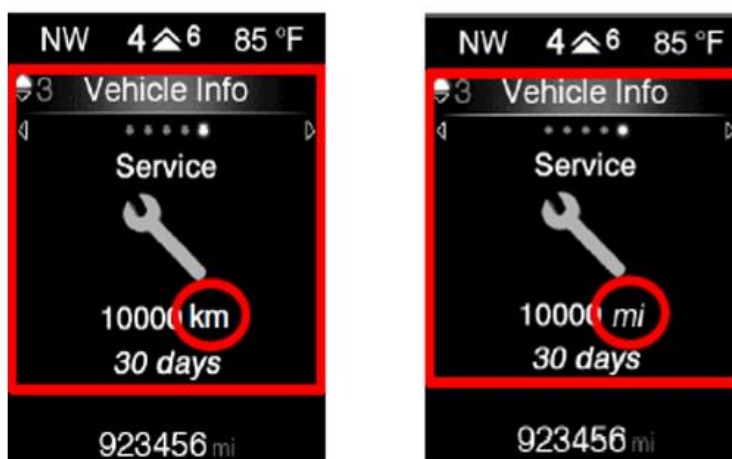 NW 4 6 85 °F
3 Vehicle Info
Service
10000 km
30 days
923456 mi
NW 4 6 85 °F
3 Vehicle Info
Service
10000 mi
30 days
923456 mi